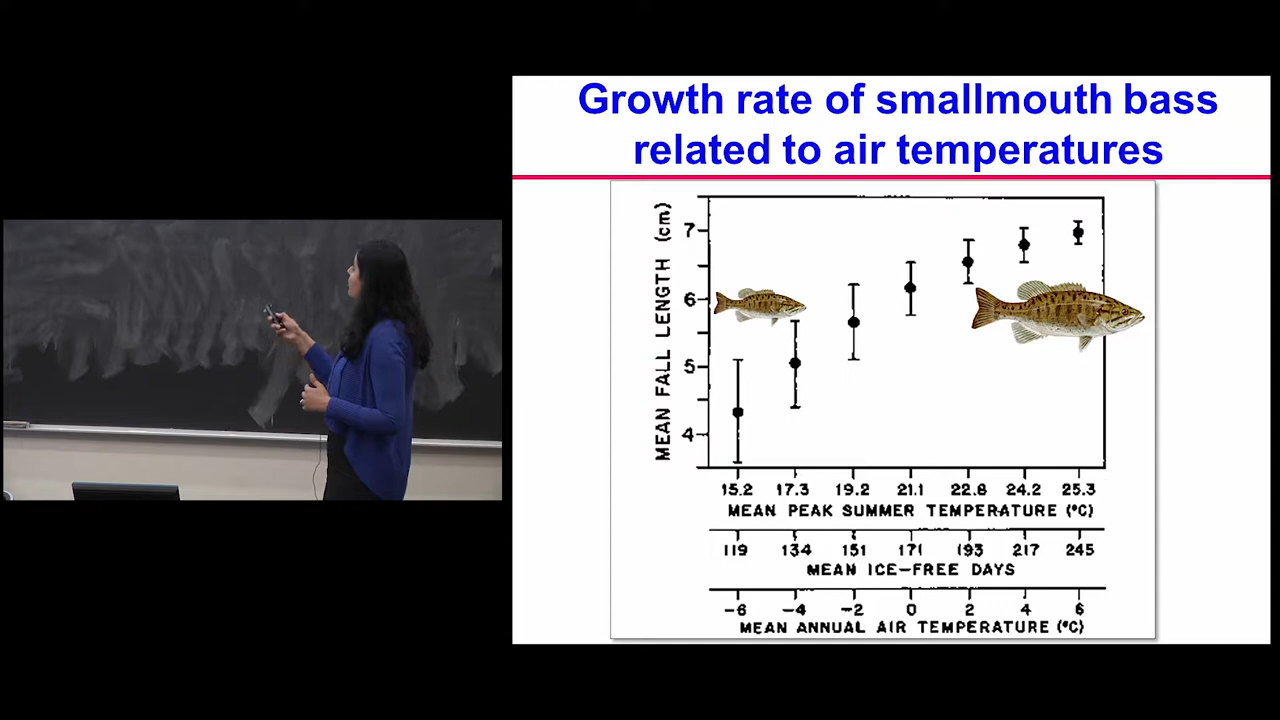 Growth rate of smallmouth bass
related to air temperatures
MEAN FALL LENGTH (cm)
7
6
5
4
15.2 17.3 19.2 21.1 22.8 24.2 25.3
MEAN PEAK SUMMER TEMPERATURE (°C)
119 134 151 171 193 217 245
MEAN ICE-FREE DAYS
-6 -4 -2 0 2 4 6
MEAN ANNUAL AIR TEMPERATURE (°C)